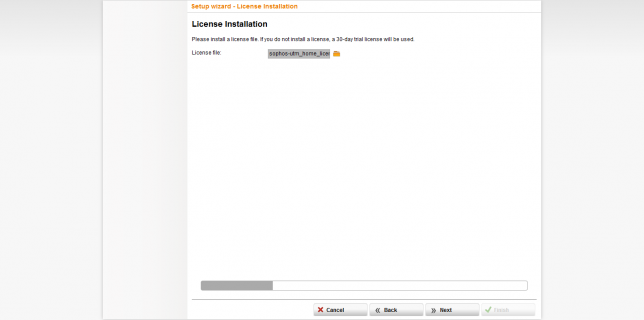 Setup wizard - License Installation
License Installation
Please install a license file. If you do not install a license, a 30-day trial license will be used.
License file: sophos-utm_home_licen
Cancel
Back
Next
Finish